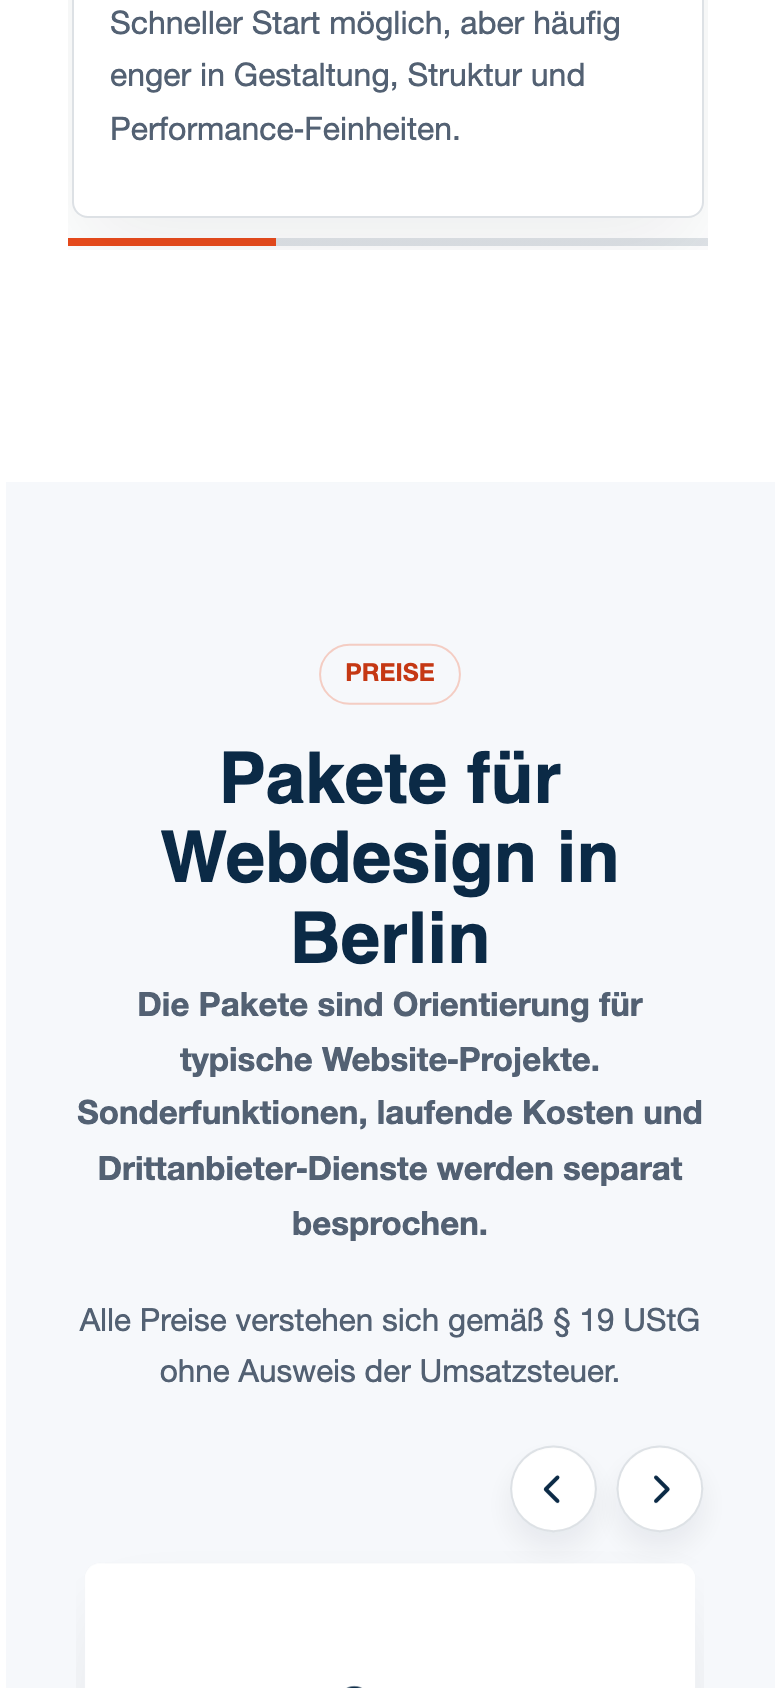 Schneller Start möglich, aber häufig
enger in Gestaltung, Struktur und
Performance-Feinheiten.
PREISE
Pakete für
Webdesign in
Berlin
Die Pakete sind Orientierung für
typische Website-Projekte.
Sonderfunktionen, laufende Kosten und
Drittanbieter-Dienste werden separat
besprochen.
Alle Preise verstehen sich gemäß § 19 UStG
ohne Ausweis der Umsatzsteuer.